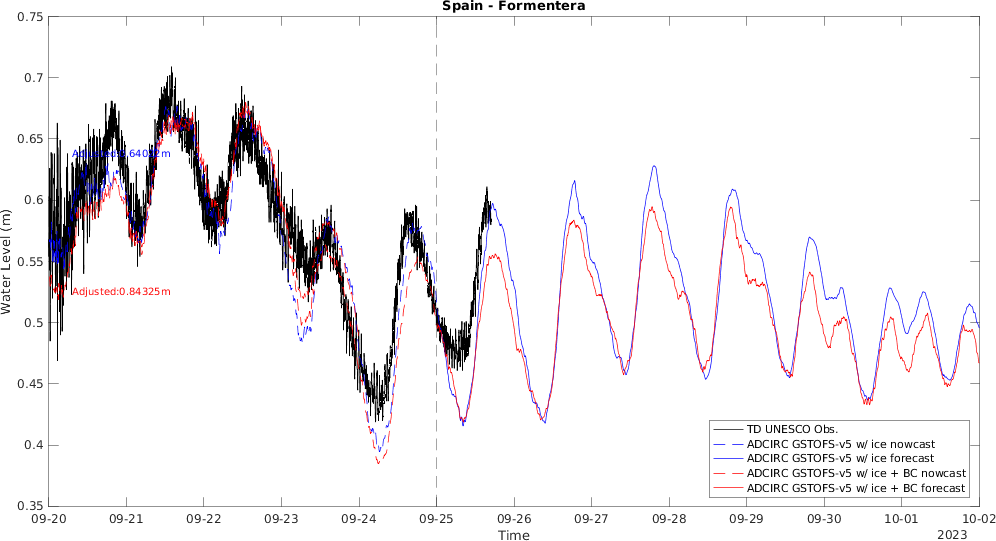 Spain - Formentera
0.75
0.7
0.65
0.6
0.55
0.5
0.45
0.4
0.35
Water Level (m)
Adjusted:0.84325m
TD UNESCO Obs.
ADCIRC GSTOFS-v5 w/ ice nowcast
ADCIRC GSTOFS-v5 w/ ice forecast
ADCIRC GSTOFS-v5 w/ ice + BC nowcast
ADCIRC GSTOFS-v5 w/ ice + BC forecast
09-20 09-21 09-22 09-23 09-24 09-25 09-26 09-27 09-28 09-29 09-30 10-01 10-02
Time
2023